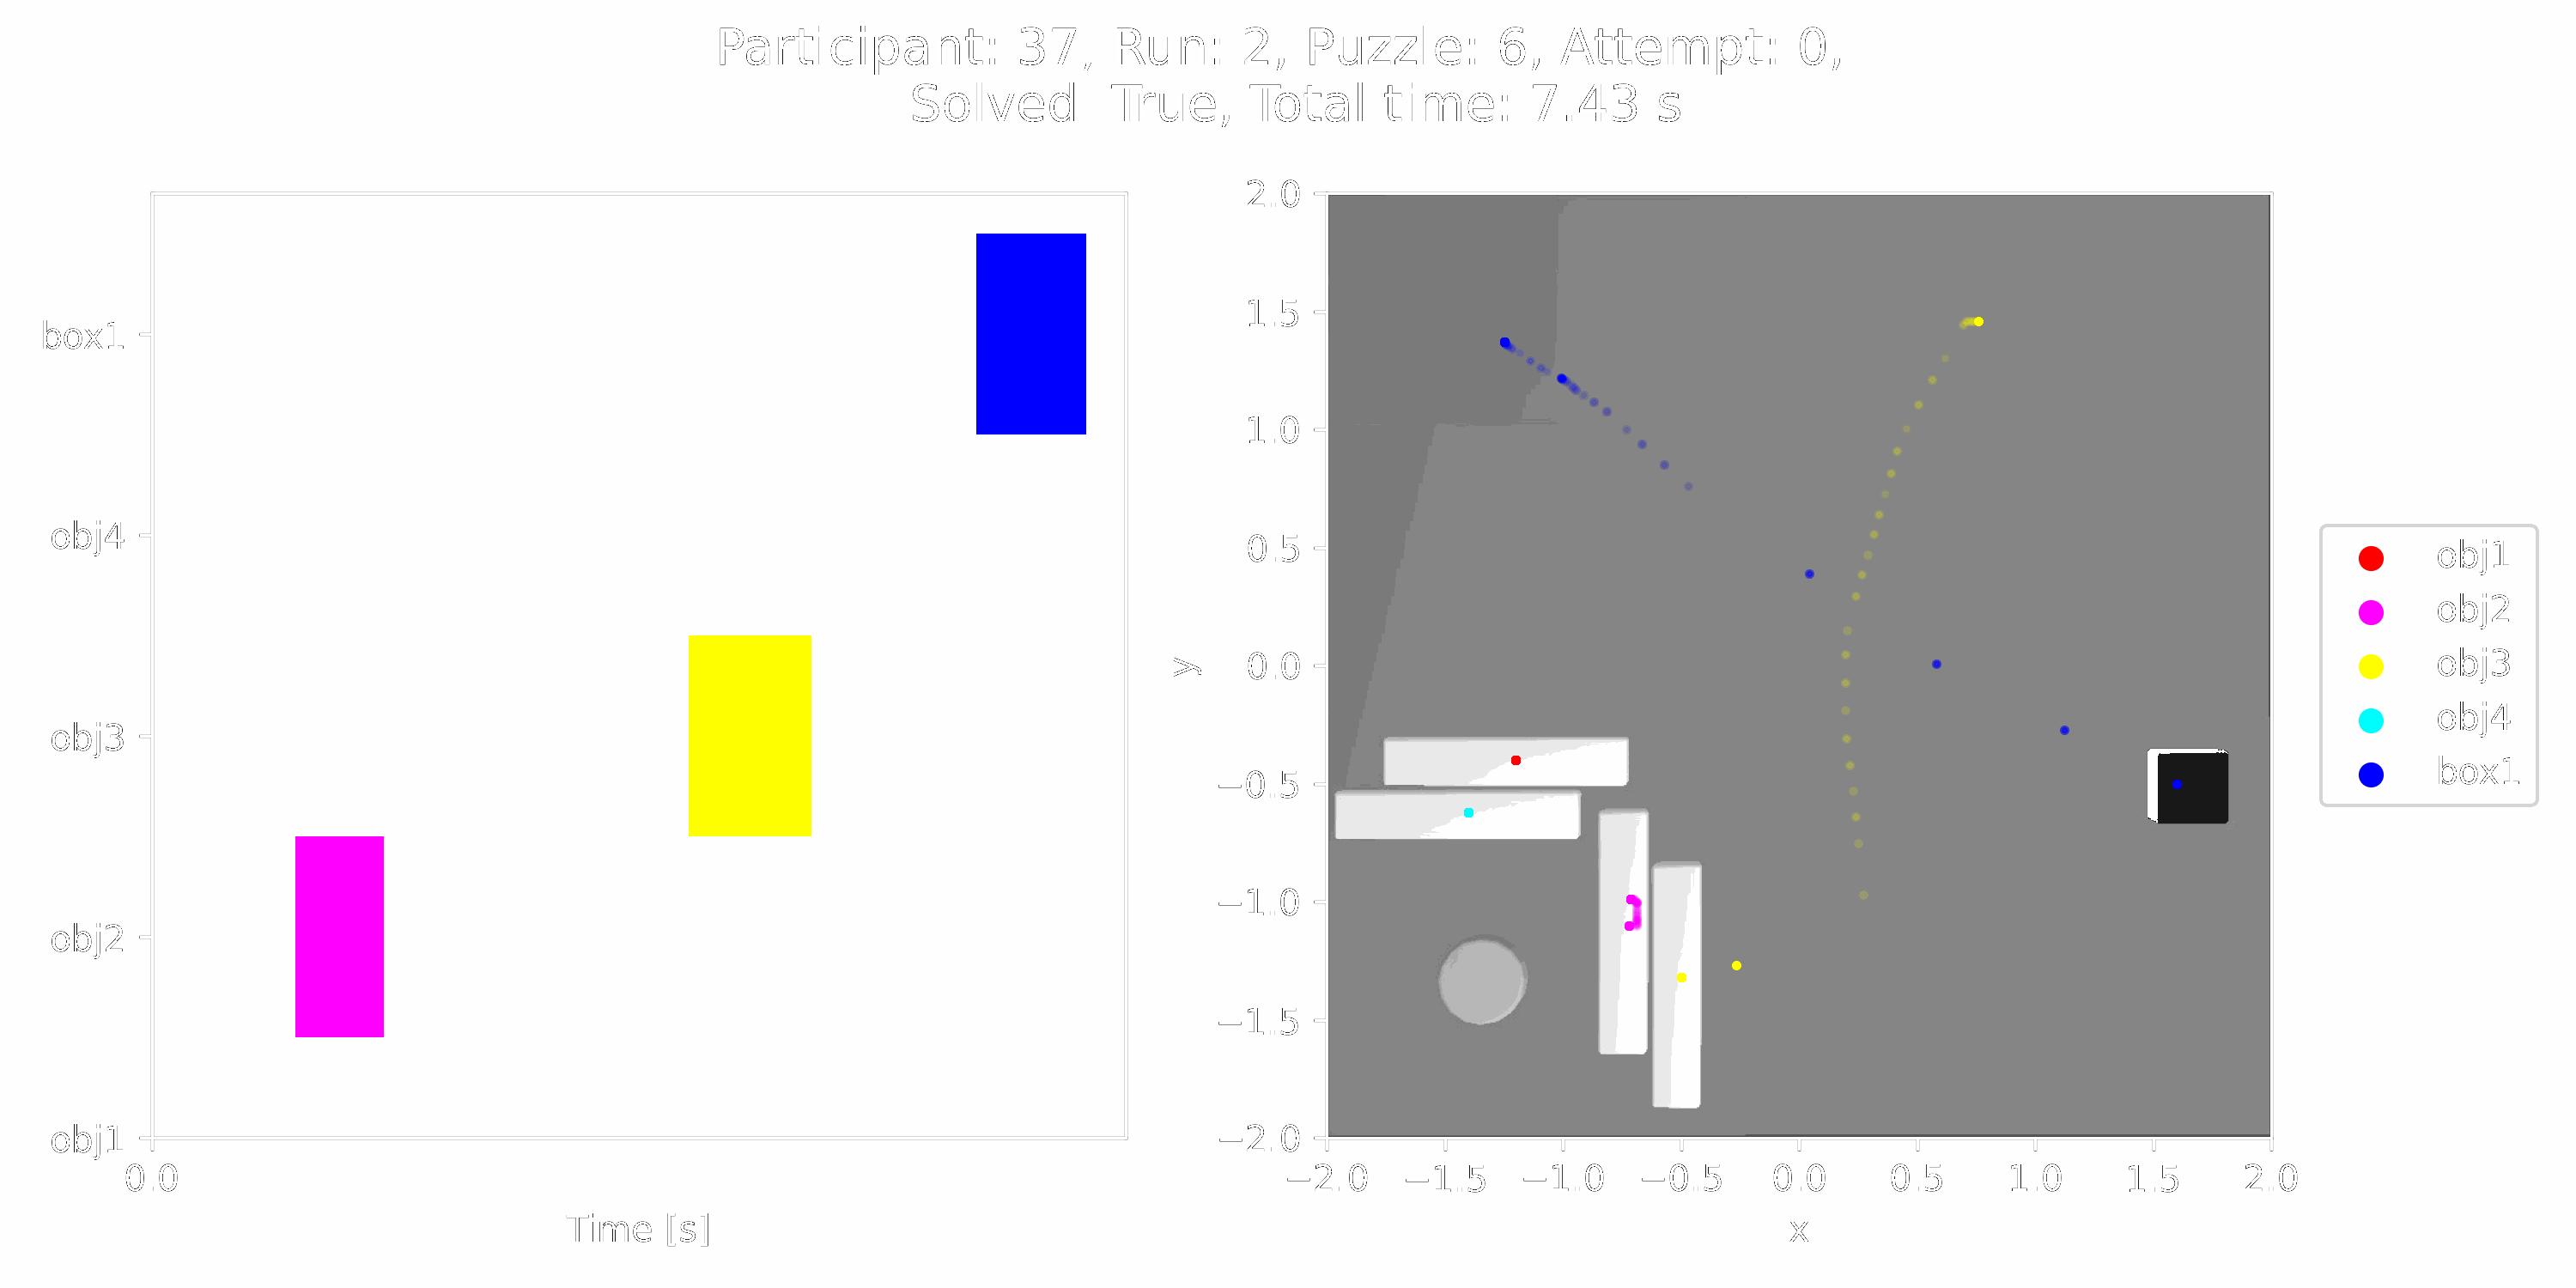 Participant: 37, Run: 2, Puzzle: 6, Attempt: 0,
Solved True, Total time: 7.43 s
box1
obj4
obj3
obj2
obj1
0.0
Time [s]
2.0
1.5
1.0
0.5
0.0
−0.5
−1.0
−1.5
−2.0
y
−2.0 −1.5 −1.0 −0.5 0.0 0.5 1.0 1.5 2.0
x
obj1
obj2
obj3
obj4
box1